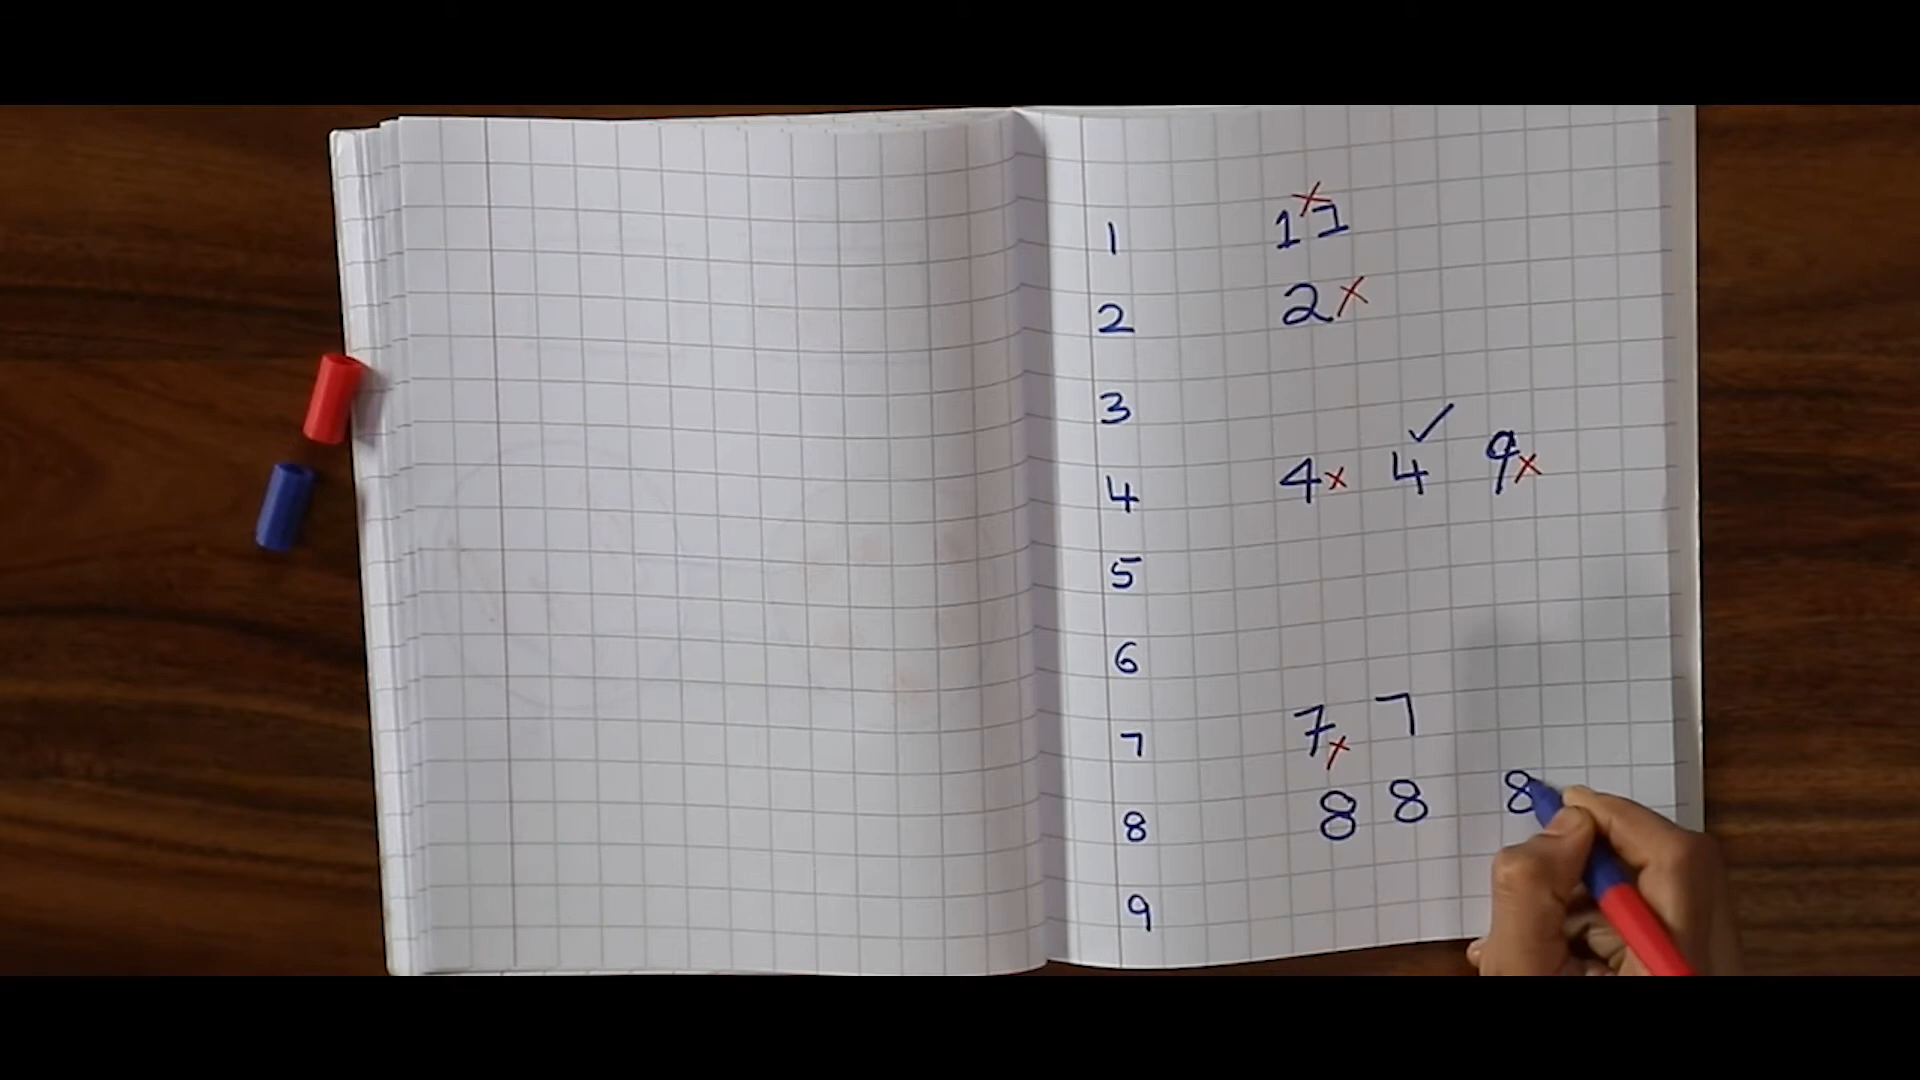 1 1 x 1
2 2 x
3
4 4 x 4 ✓ 9 x
5
6
7 7 x 7
8 8 8 8
9